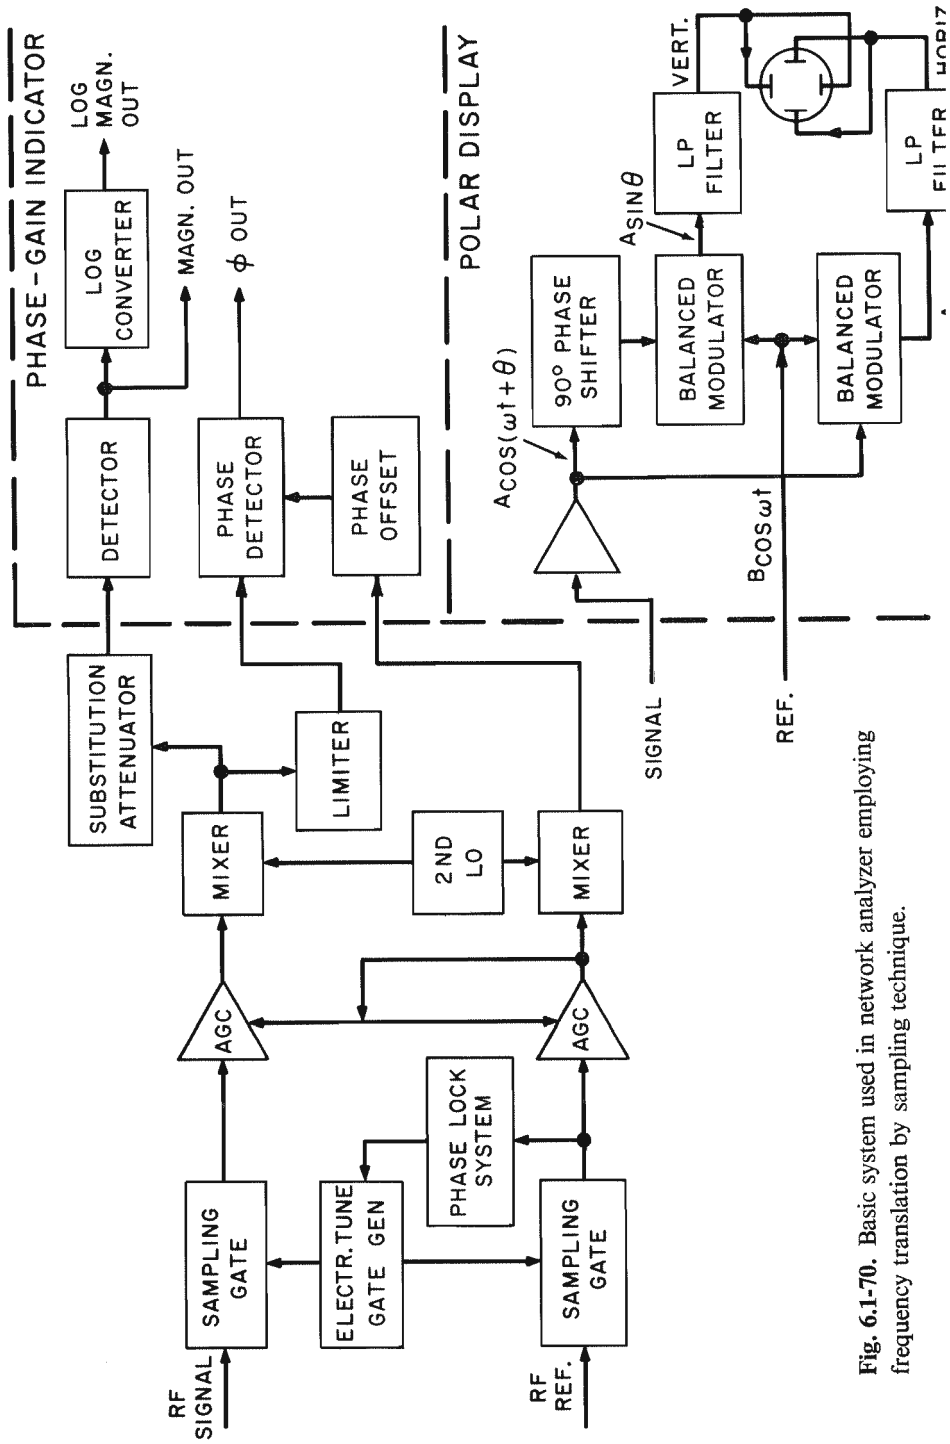 RF
SIGNAL
SAMPLING
GATE
ELECTR.TUNE
GATE GEN
RF
REF.
SAMPLING
GATE
PHASE LOCK
SYSTEM
AGC
AGC
MIXER
2ND
LO
MIXER
SUBSTITUTION
ATTENUATOR
LIMITER
PHASE-GAIN INDICATOR
DETECTOR
LOG
CONVERTER
LOG
MAGN.
OUT
MAGN. OUT
PHASE
DETECTOR
ϕ OUT
PHASE
OFFSET
POLAR DISPLAY
SIGNAL
REF.
ACOS(ωt + θ)
BCOS ωt
90° PHASE
SHIFTER
BALANCED
MODULATOR
ASINθ
LP
FILTER
VERT.
BALANCED
MODULATOR
LP
FILTER
HORIZ
Fig. 6.1-70. Basic system used in network analyzer employing
frequency translation by sampling technique.